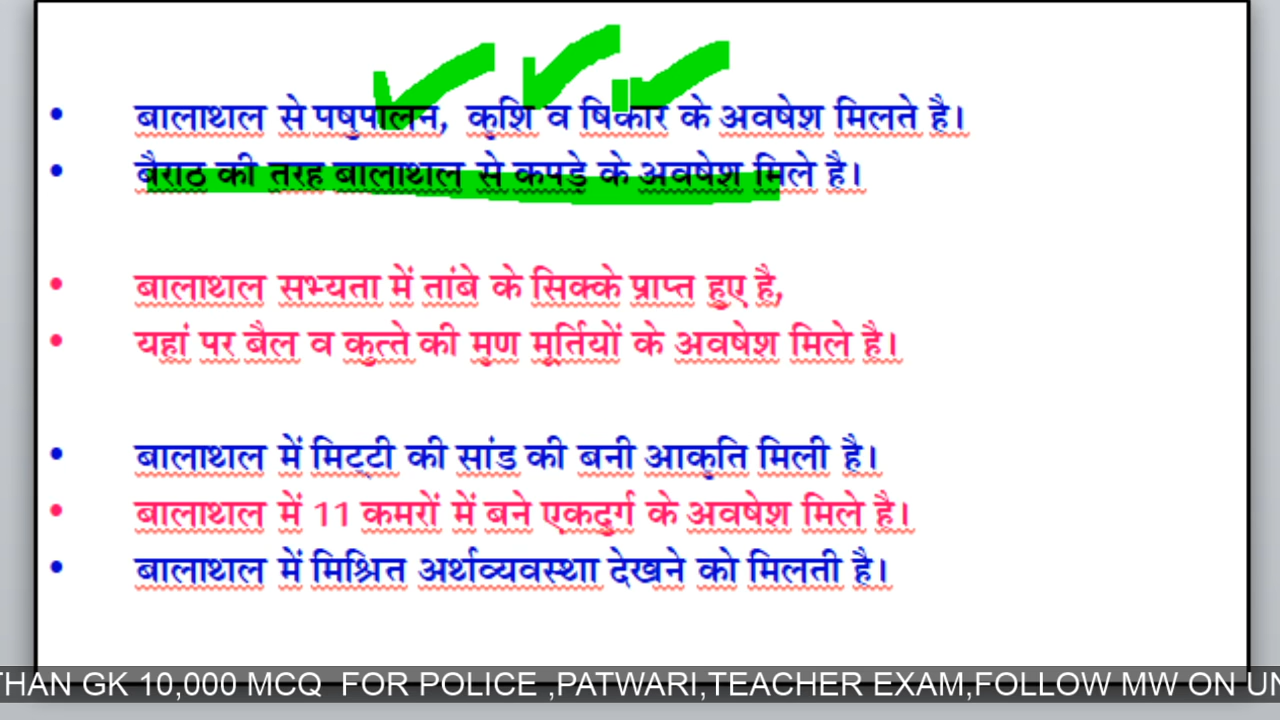 • बालाथल से पषुपालन, कृशि व षिकार के अवषेश मिलते है।
• बैराठ की तरह बालाथल से कपड़े के अवषेश मिले है।
• बालाथल सभ्यता में तांबे के सिक्के प्राप्त हुए है,
• यहां पर बैल व कुत्ते की मृण मूर्तियों के अवषेश मिले है।
• बालाथल में मिट्टी की सांड की बनी आकृति मिली है।
• बालाथल में 11 कमरों में बने एकदुर्ग के अवषेश मिले है।
• बालाथल में मिश्रित अर्थव्यवस्था देखने को मिलती है।
THAN GK 10,000 MCQ FOR POLICE ,PATWARI,TEACHER EXAM,FOLLOW MW ON UN